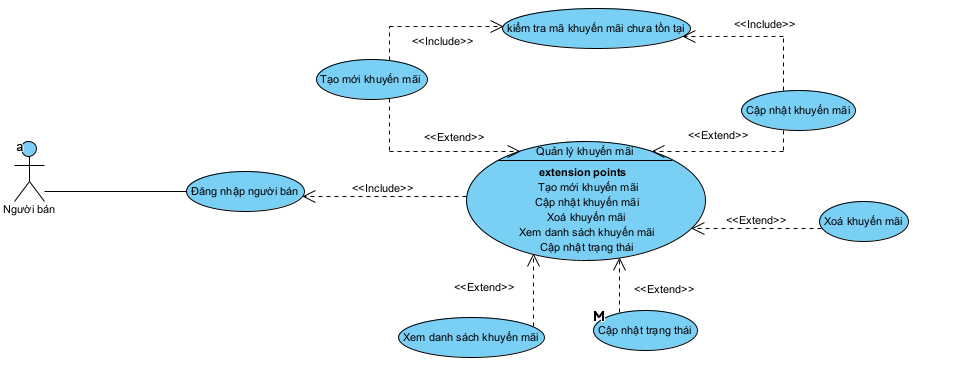 <<Include>>
kiểm tra mã khuyến mãi chưa tồn tại
<<Include>>
Tạo mới khuyến mãi
Cập nhật khuyến mãi
<<Extend>>
<<Extend>>
a
Quản lý khuyến mãi
extension points
Tạo mới khuyến mãi
Cập nhật khuyến mãi
Xoá khuyến mãi
Xem danh sách khuyến mãi
Cập nhật trạng thái
Người bán
Đăng nhập người bán
<<Include>>
<<Extend>>
Xoá khuyến mãi
<<Extend>>
<<Extend>>
M
Xem danh sách khuyến mãi
Cập nhật trạng thái